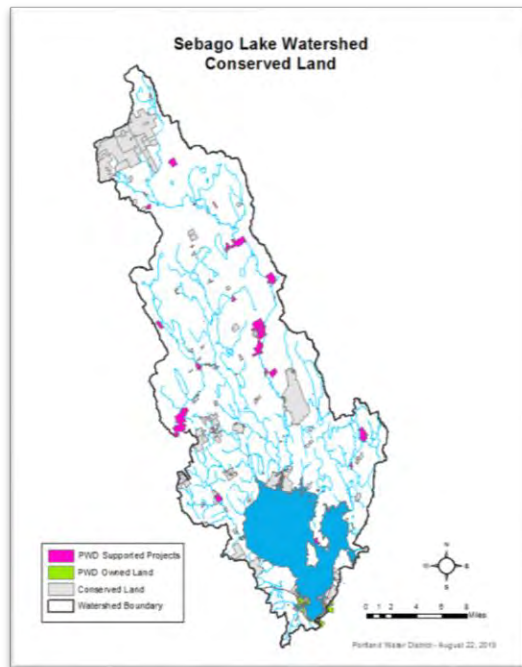 Sebago Lake Watershed
Conserved Land
PWD Supported Projects
PWD Owned Land
Conserved Land
Watershed Boundary
N
S
0 1 2 4 6 8
Miles
Portland Water District - August 22, 2019